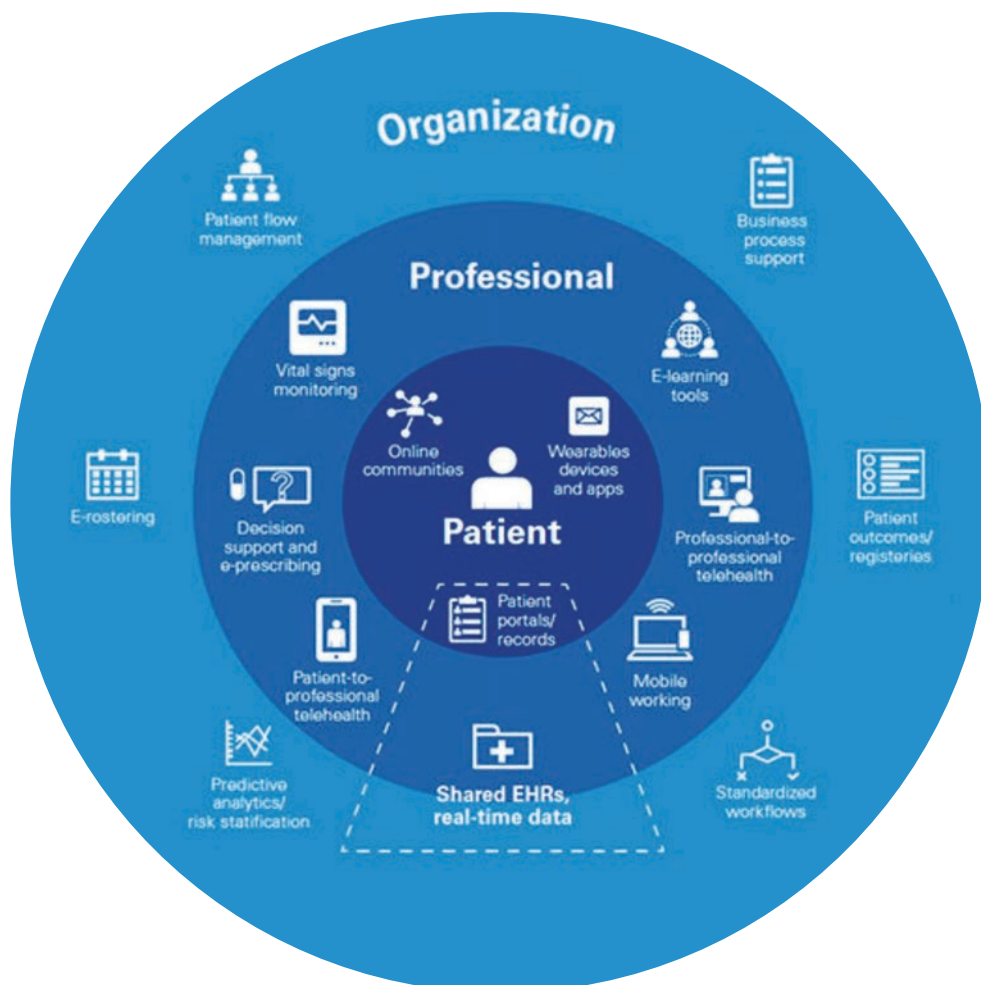 Organization
Patient flow
management
Business
process
support
Professional
Vital signs
monitoring
E-learning
tools
Online
communities
Wearables
devices
and apps
Patient
E-rostering
Decision
support and
e-prescribing
Professional-to-
professional
telehealth
Patient
outcomes/
registeries
Patient
portals/
records
Patient-to-
professional
telehealth
Mobile
working
Predictive
analytics/
risk statification
Shared EHRs,
real-time data
Standardized
workflows